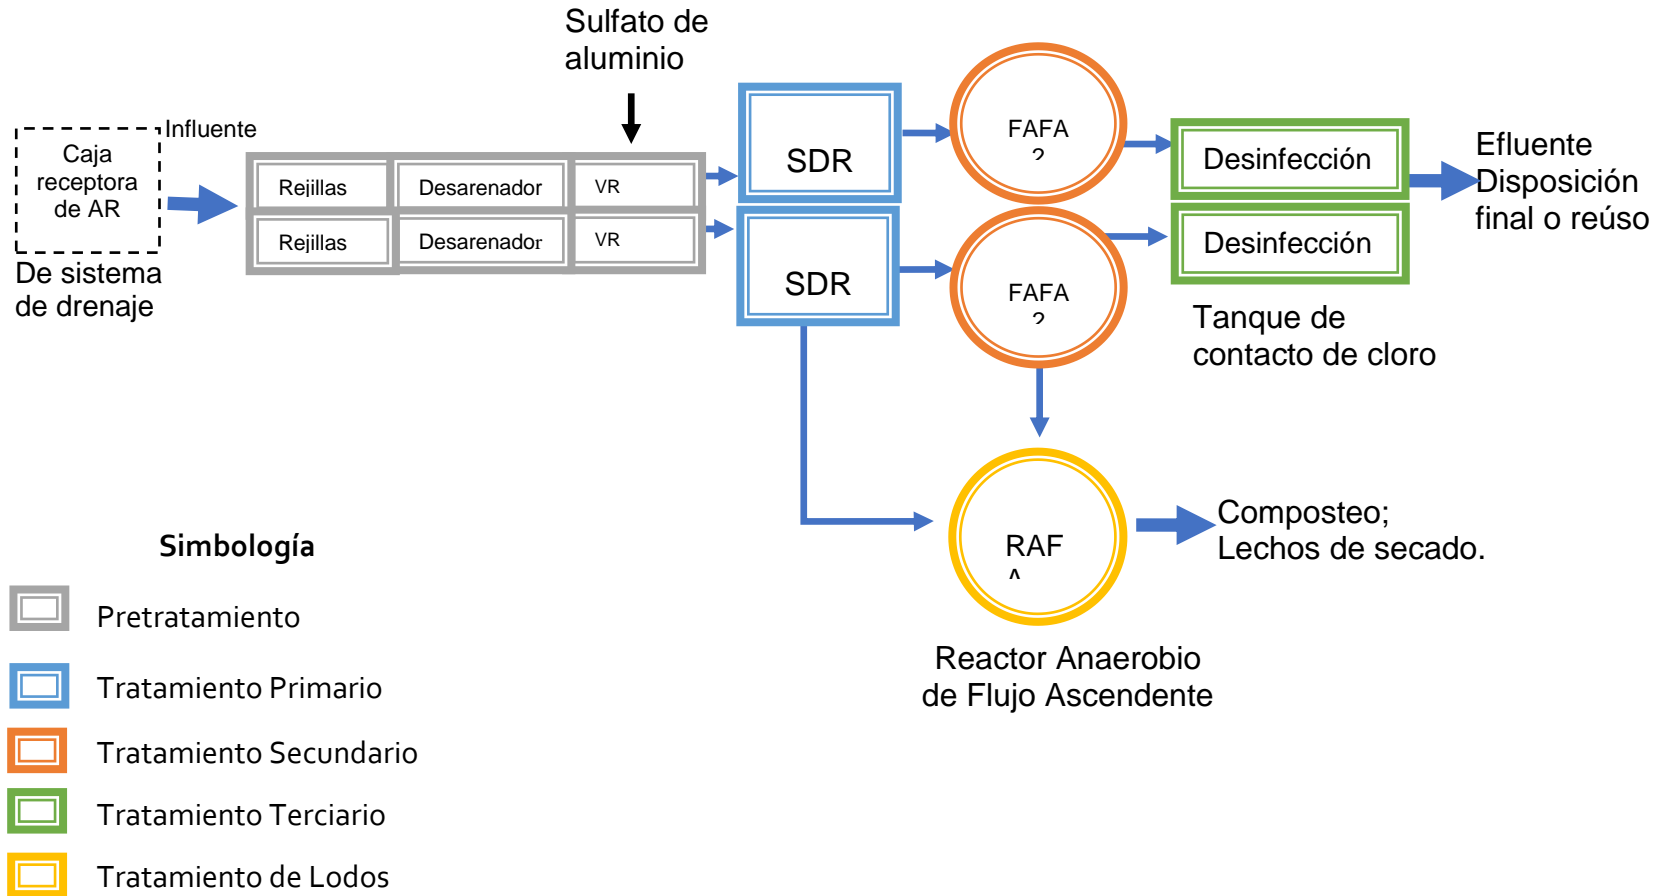 Sulfato de
aluminio
Influente
Caja
receptora
de AR
De sistema
de drenaje
Rejillas
Desarenador
VR
Rejillas
Desarenador
VR
SDR
SDR
FAFA
FAFA
Desinfección
Desinfección
Tanque de
contacto de cloro
Efluente
Disposición
final o reúso
RAF
Reactor Anaerobio
de Flujo Ascendente
Composteo;
Lechos de secado.
Simbología
Pretratamiento
Tratamiento Primario
Tratamiento Secundario
Tratamiento Terciario
Tratamiento de Lodos